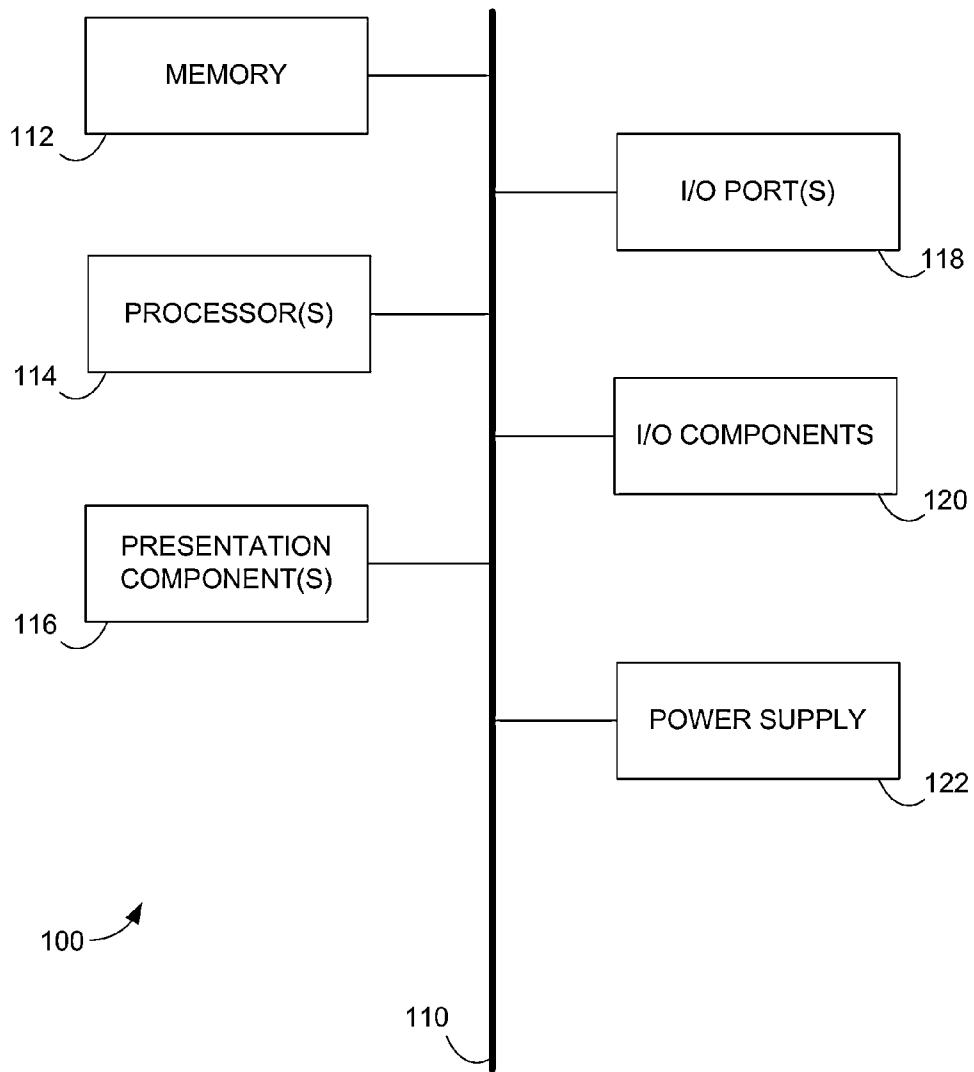 MEMORY
112
I/O PORT(S)
118
PROCESSOR(S)
114
I/O COMPONENTS
120
PRESENTATION
COMPONENT(S)
116
POWER SUPPLY
122
100
110